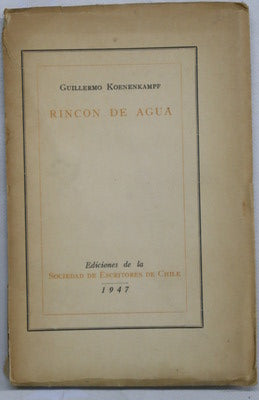 Guillermo Koenenkampf
RINCON DE AGUA
Ediciones de la
Sociedad de Escritores de Chile
1947